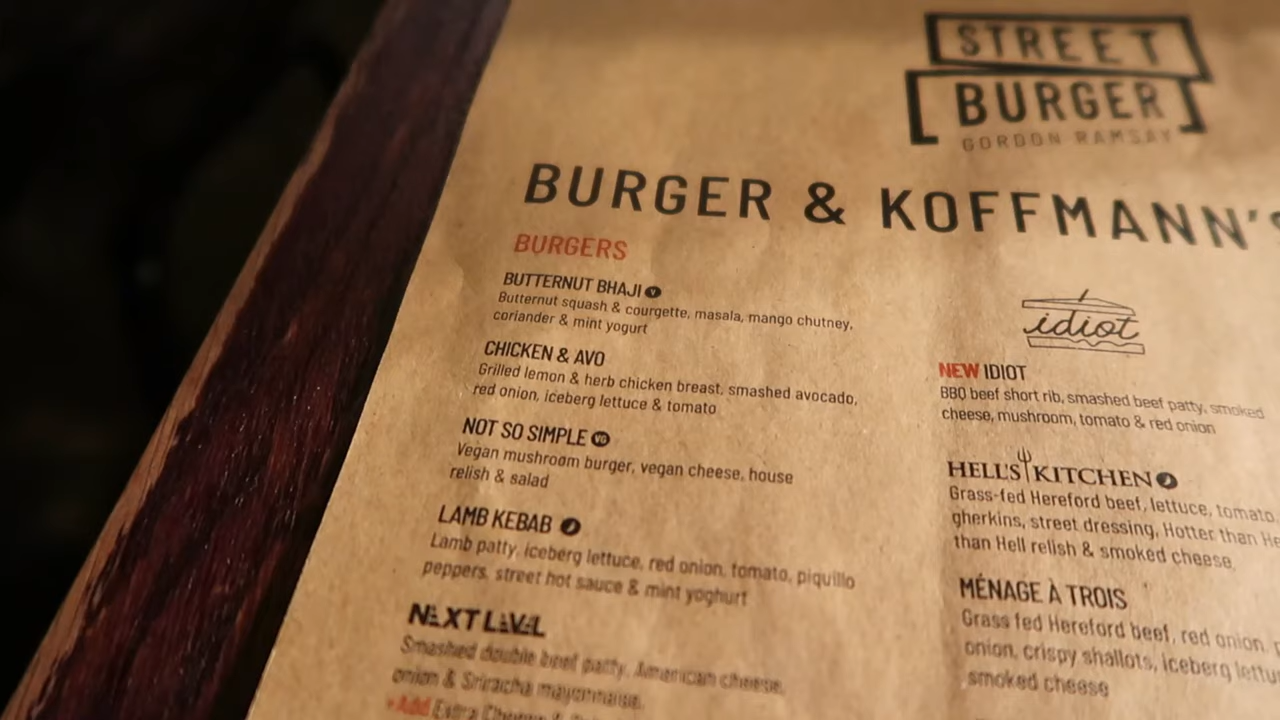 STREET
BURGER
GORDON RAMSAY
BURGER & KOFFMANN'S
BURGERS
BUTTERNUT BHAJI V
Butternut squash & courgette, masala, mango chutney,
coriander & mint yogurt
CHICKEN & AVO
Grilled lemon & herb chicken breast, smashed avocado,
red onion, iceberg lettuce & tomato
NOT SO SIMPLE VG
Vegan mushroom burger, vegan cheese, house
relish & salad
LAMB KEBAB
Lamb patty, iceberg lettuce, red onion, tomato, piquillo
peppers, street hot sauce & mint yoghurt
NEXT LEVEL
Smashed double beef patty, American cheese,
onion & Sriracha mayonnaise.
+Add Extra Cheese &
idiot
NEW IDIOT
BBQ beef short rib, smashed beef patty, smoked
cheese, mushroom, tomato & red onion
HELL'S KITCHEN
Grass-fed Hereford beef, lettuce, tomato,
gherkins, street dressing, Hotter than He
than Hell relish & smoked cheese,
MÉNAGE À TROIS
Grass fed Hereford beef, red onion,
onion, crispy shallots, iceberg lettu
smoked cheese